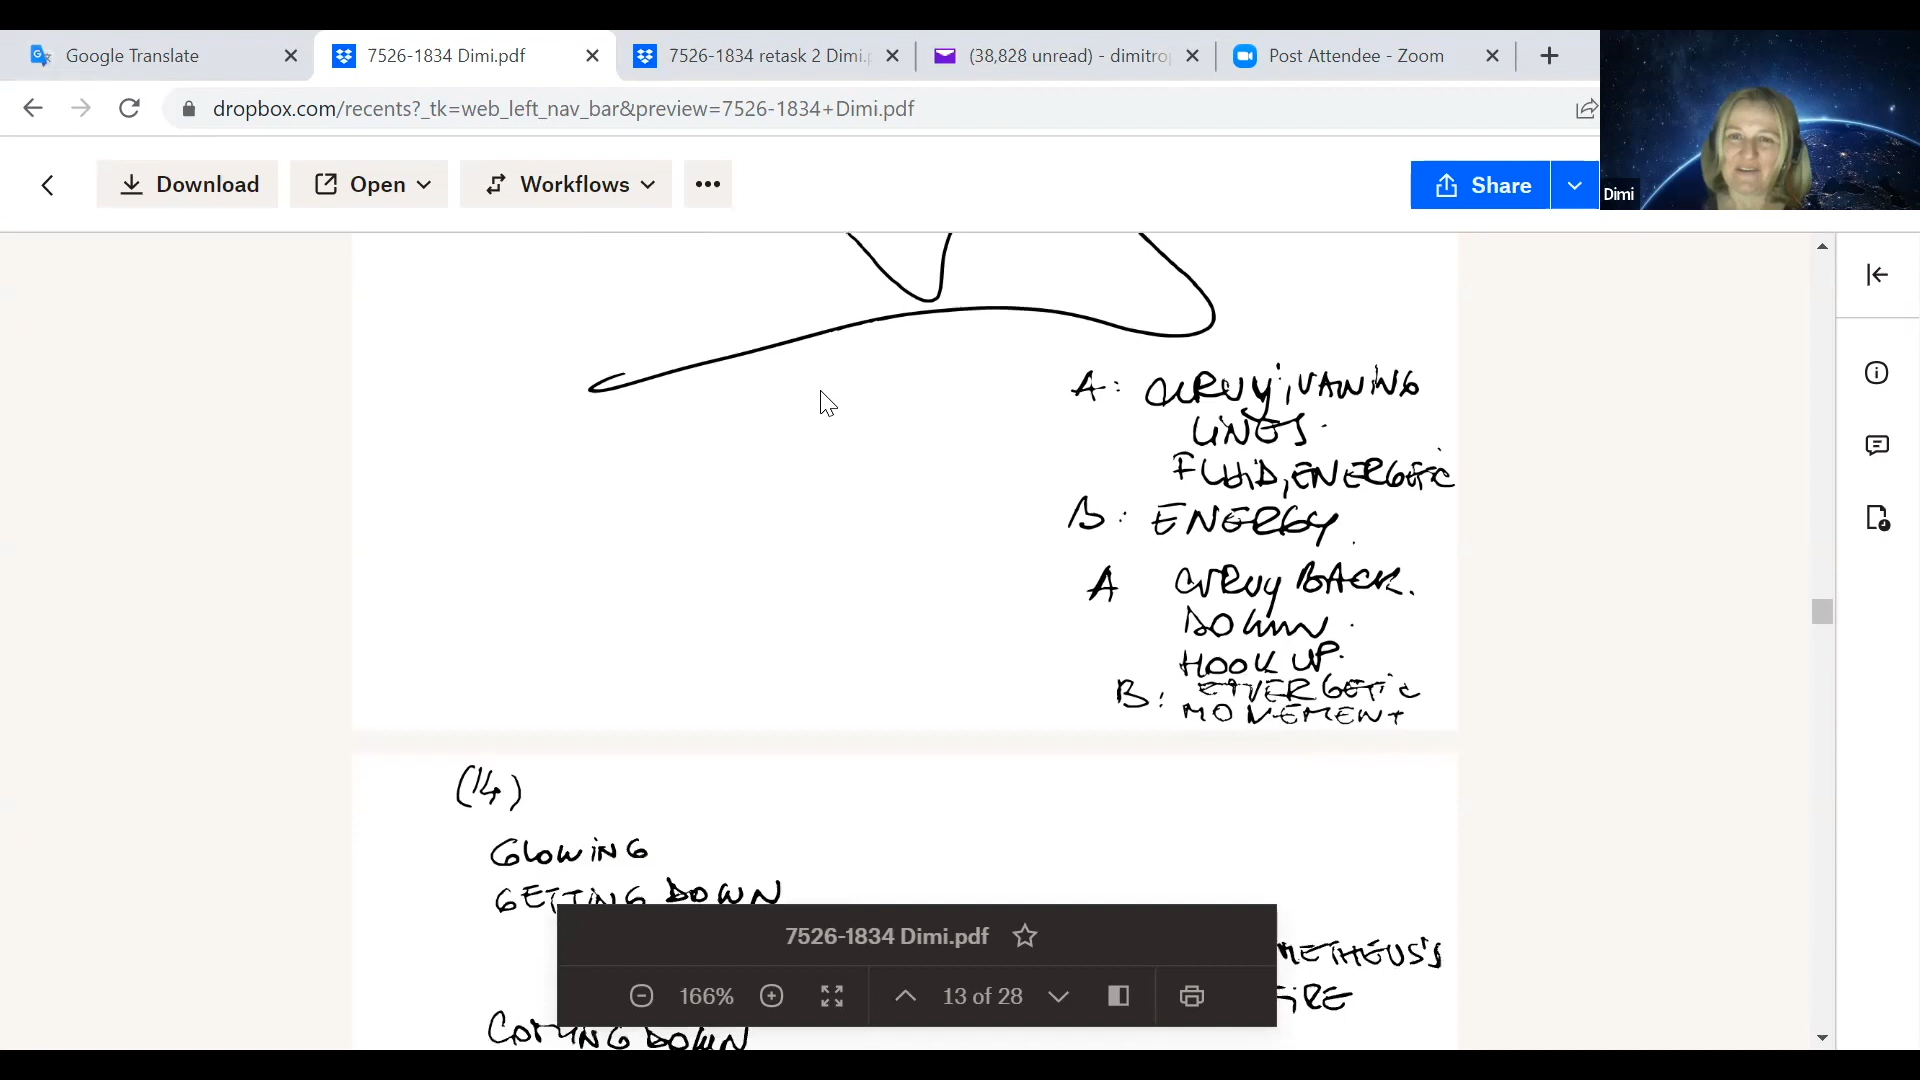 Google Translate
7526-1834 Dimi.pdf
7526-1834 retask 2 Dimi.p
(38,828 unread) - dimitrop
Post Attendee - Zoom
dropbox.com/recents?_tk=web_left_nav_bar&preview=7526-1834+Dimi.pdf
Download
Open
Workflows
Share
Dimi
A: CURVY, WAVING
LINES.
FLUID, ENERGETIC
B: ENERGY.
A CURVY BACK.
DOWN.
HOOK UP.
B: ENERGETIC
MOVEMENT
(14)
GLOWING
GETTING DOWN
METHEUS'S
FIRE
COMING DOWN
7526-1834 Dimi.pdf
166%
13 of 28